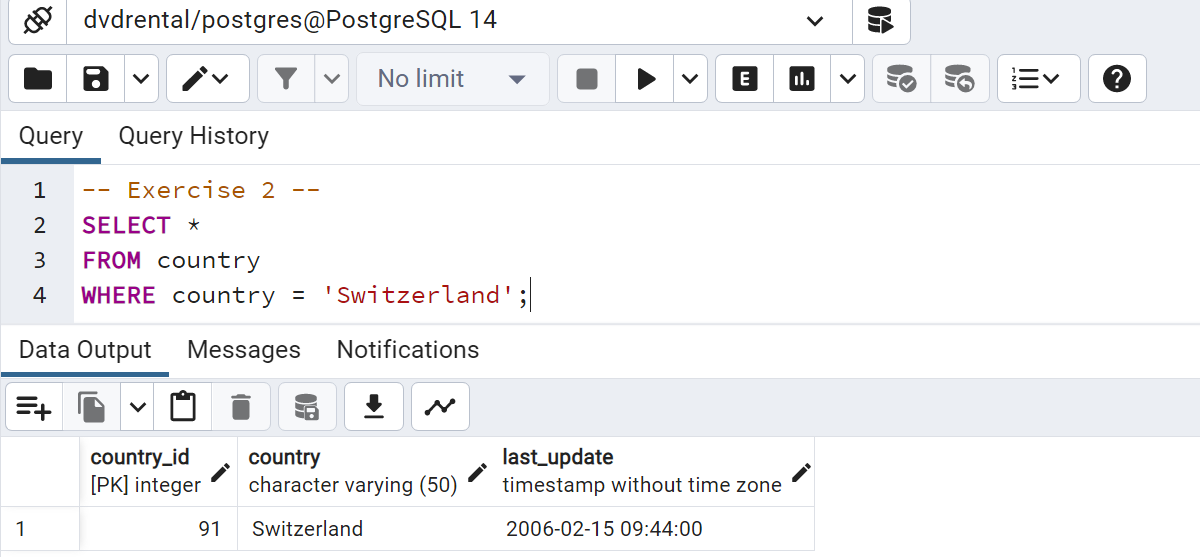 dvdrental/postgres@PostgreSQL 14
No limit
Query Query History
1 -- Exercise 2 --
2 SELECT *
3 FROM country
4 WHERE country = 'Switzerland';
Data Output Messages Notifications
country_id country last_update
[PK] integer character varying (50) timestamp without time zone
1 91 Switzerland 2006-02-15 09:44:00